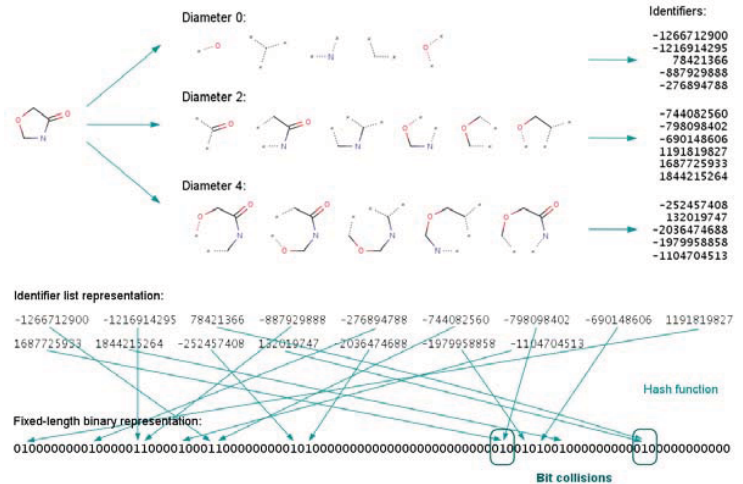 Diameter 0:
Identifiers:
-1266712900
-1216914295
78421366
-887929888
-276894788
Diameter 2:
-744082560
-798098402
-690148606
1191819827
1687725933
1844215264
Diameter 4:
-252457408
132019747
-2036474688
-1979958858
-1104704513
Identifier list representation:
-1266712900 -1216914295 78421366 -887929888 -276894788 -744082560 -798098402 -690148606 1191819827
1687725933 1844215264 -252457408 132019747 -2036474688 -1979958858 -1104704513
Hash function
Fixed-length binary representation:
Bit collisions